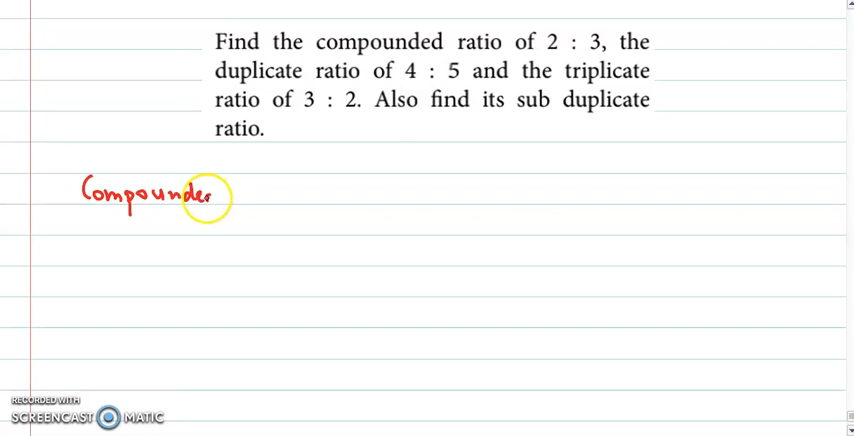 Find the compounded ratio of 2 : 3, the
duplicate ratio of 4 : 5 and the triplicate
ratio of 3 : 2. Also find its sub duplicate
ratio.
Compounde
RECORDED WITH
SCREENCAST MATIC